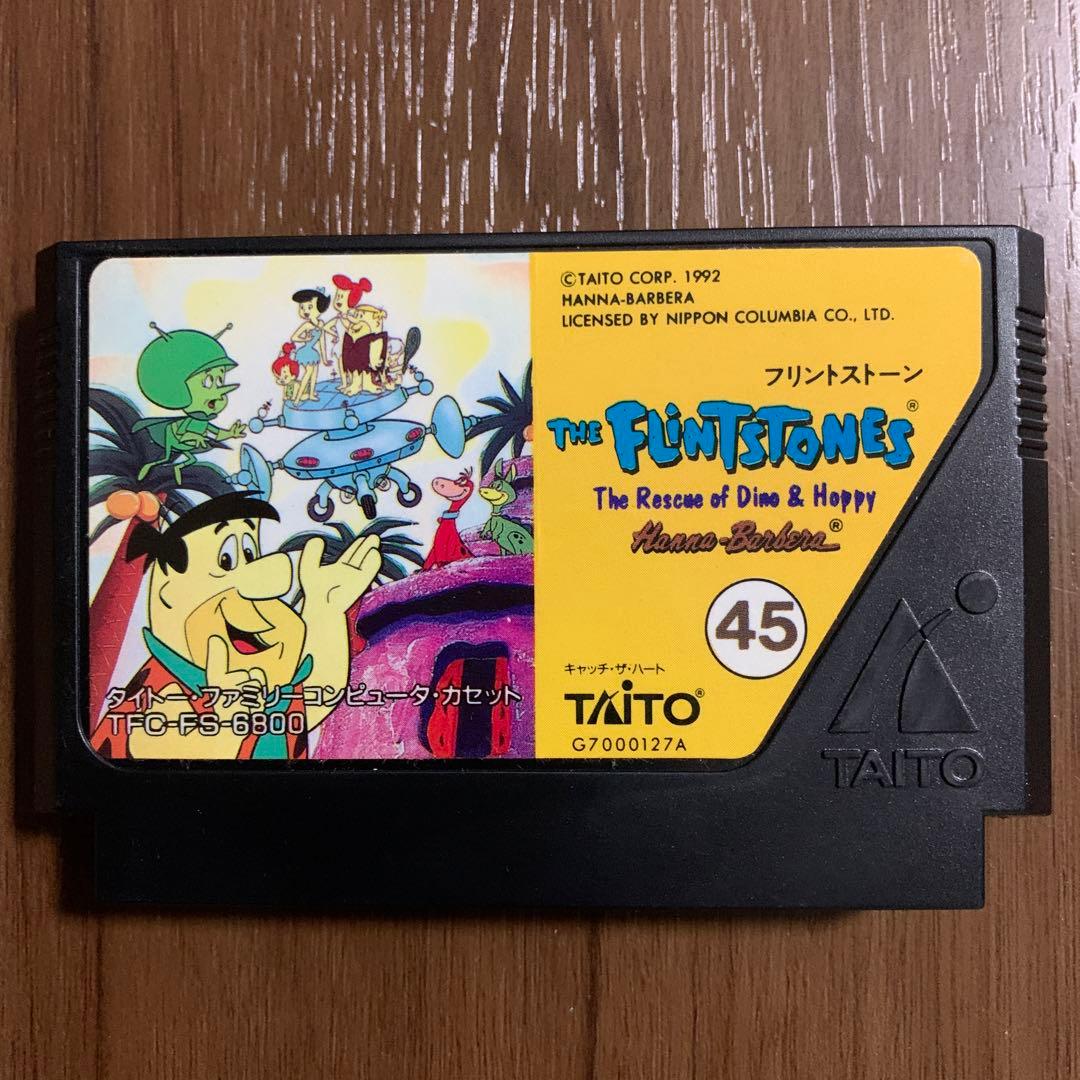 ©TAITO CORP. 1992
HANNA-BARBERA
LICENSED BY NIPPON COLUMBIA CO., LTD.
フリントストーン
THE FLINTSTONES®
The Rescue of Dino & Hoppy
Hanna-Barbera®
45
キャッチ・ザ・ハート
TAITO®
G7000127A
タイトー・ファミリーコンピュータ・カセット
TFC-FS-6800
TAITO